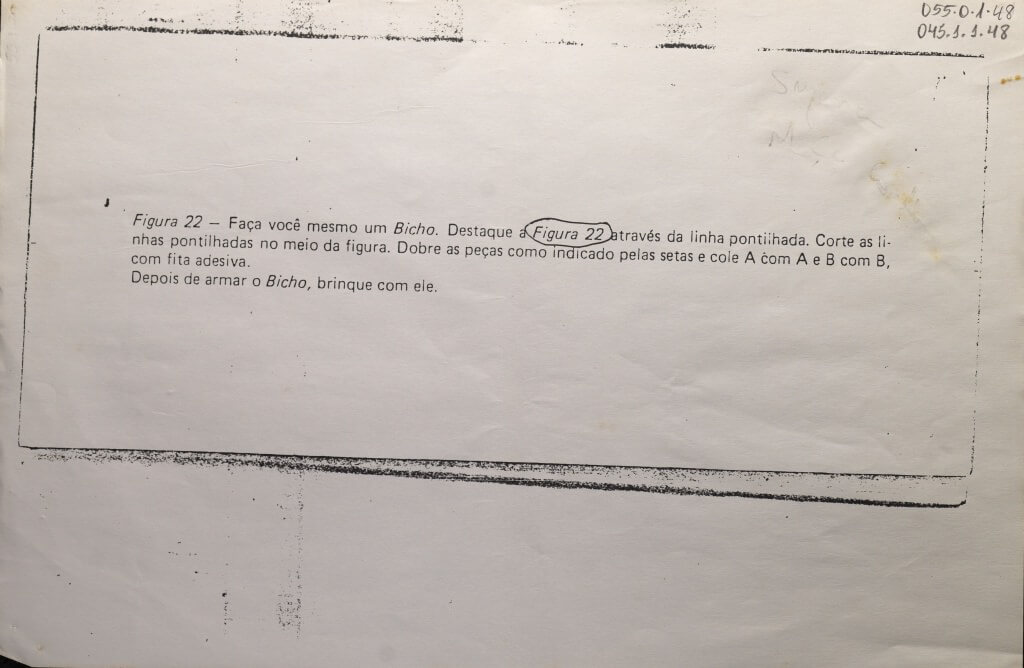 055.0.1.48
045.1.1.48
Figura 22 — Faça você mesmo um Bicho. Destaque a Figura 22 através da linha pontilhada. Corte as li-
nhas pontilhadas no meio da figura. Dobre as peças como indicado pelas setas e cole A com A e B com B,
com fita adesiva.
Depois de armar o Bicho, brinque com ele.